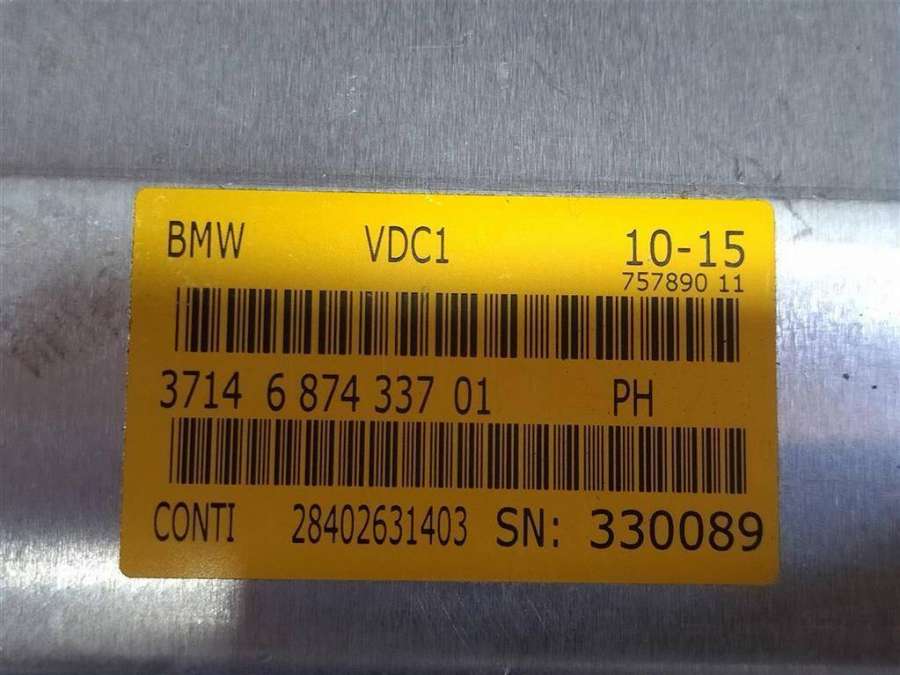 BMW VDC1 10-15
757890 11
3714 6 874 337 01 PH
CONTI 28402631403 SN: 330089